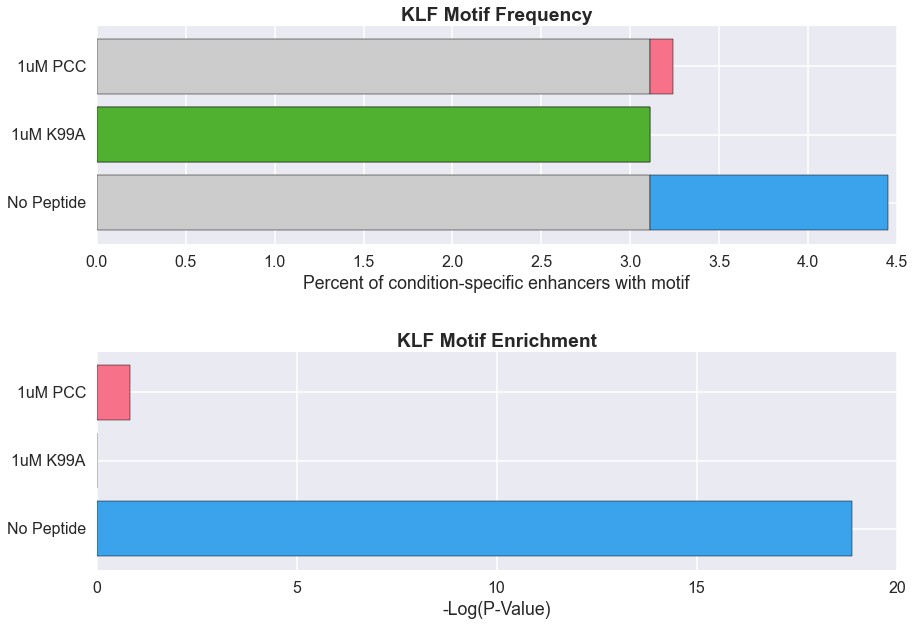 KLF Motif Frequency
1uM PCC
1uM K99A
No Peptide
0.0 0.5 1.0 1.5 2.0 2.5 3.0 3.5 4.0 4.5
Percent of condition-specific enhancers with motif
KLF Motif Enrichment
1uM PCC
1uM K99A
No Peptide
0 5 10 15 20
-Log(P-Value)